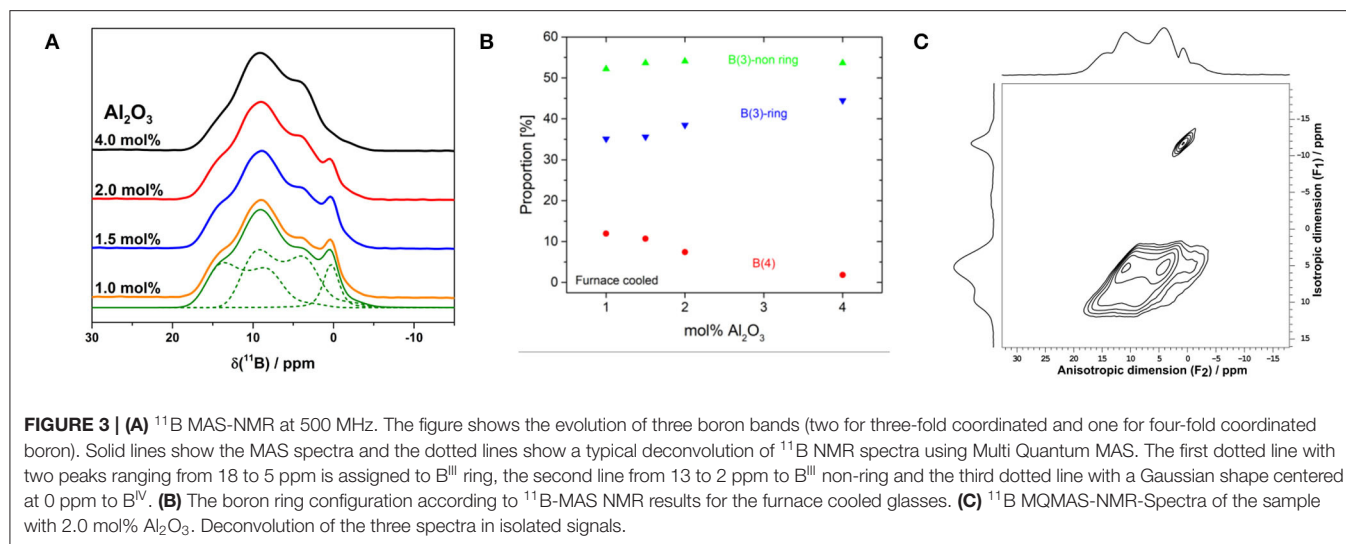 A
Al₂O₃
4.0 mol%
2.0 mol%
1.5 mol%
1.0 mol%
30 20 10 0 -10
δ(¹¹B) / ppm
B
60
50
40
30
20
10
0
Proportion [%]
B(3)-non ring
B(3)-ring
B(4)
Furnace cooled
1 2 3 4
mol% Al₂O₃
C
-15
-10
-5
0
5
10
15
Isotropic dimension (F₁) / ppm
30 25 20 15 10 5 0 -5 -10 -15
Anisotropic dimension (F₂) / ppm
FIGURE 3 | (A) ¹¹B MAS-NMR at 500 MHz. The figure shows the evolution of three boron bands (two for three-fold coordinated and one for four-fold coordinated
boron). Solid lines show the MAS spectra and the dotted lines show a typical deconvolution of ¹¹B NMR spectra using Multi Quantum MAS. The first dotted line with
two peaks ranging from 18 to 5 ppm is assigned to Bᴵᴵᴵ ring, the second line from 13 to 2 ppm to Bᴵᴵᴵ non-ring and the third dotted line with a Gaussian shape centered
at 0 ppm to Bᴵⱽ. (B) The boron ring configuration according to ¹¹B-MAS NMR results for the furnace cooled glasses. (C) ¹¹B MQMAS-NMR-Spectra of the sample
with 2.0 mol% Al₂O₃. Deconvolution of the three spectra in isolated signals.